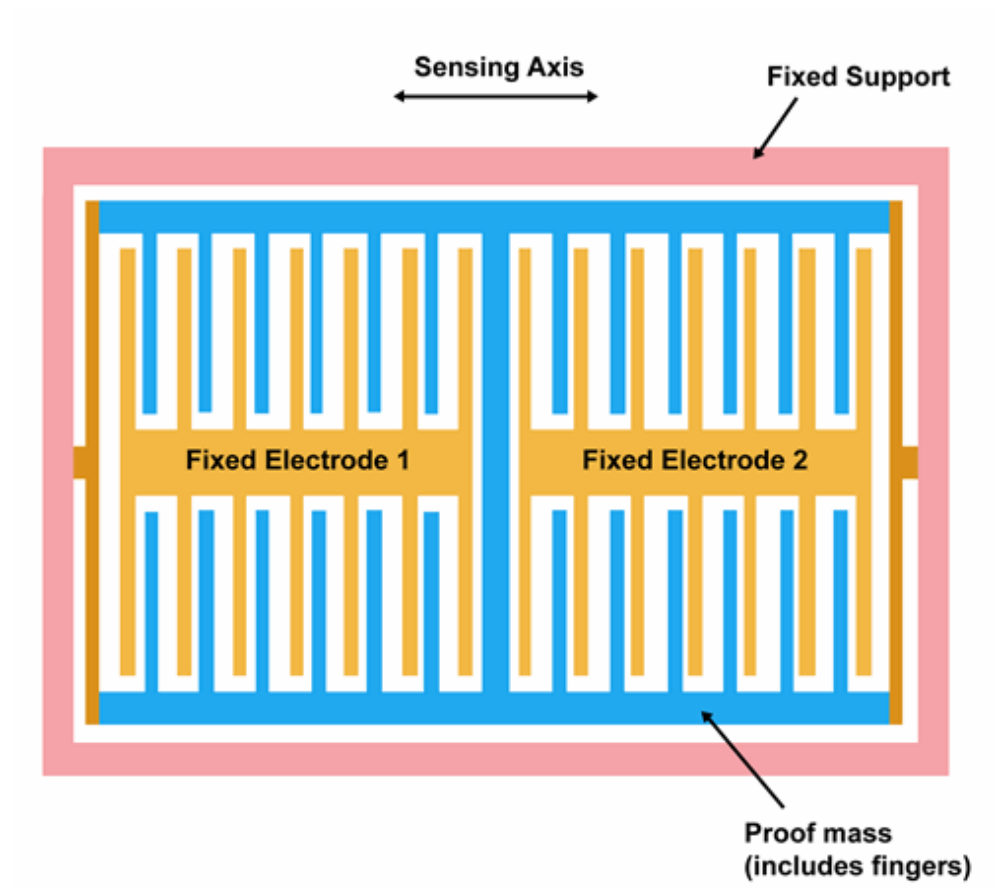 Sensing Axis
Fixed Support
Fixed Electrode 1
Fixed Electrode 2
Proof mass
(includes fingers)